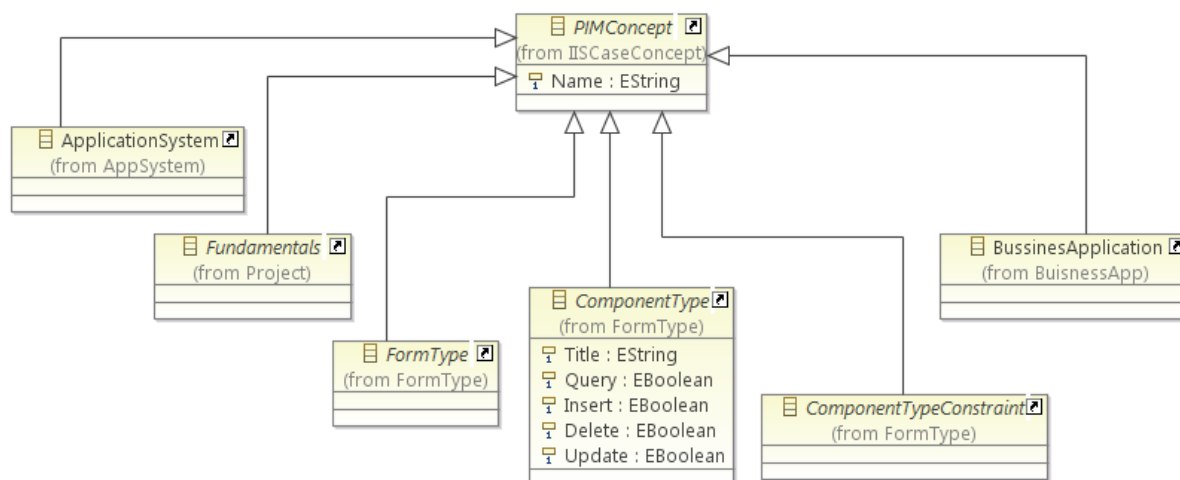 PIMConcept
(from IISCaseConcept)
Name : EString
ApplicationSystem
(from AppSystem)
Fundamentals
(from Project)
BussinesApplication
(from BuisnessApp)
ComponentType
(from FormType)
Title : EString
Query : EBoolean
Insert : EBoolean
Delete : EBoolean
Update : EBoolean
FormType
(from FormType)
ComponentTypeConstraint
(from FormType)